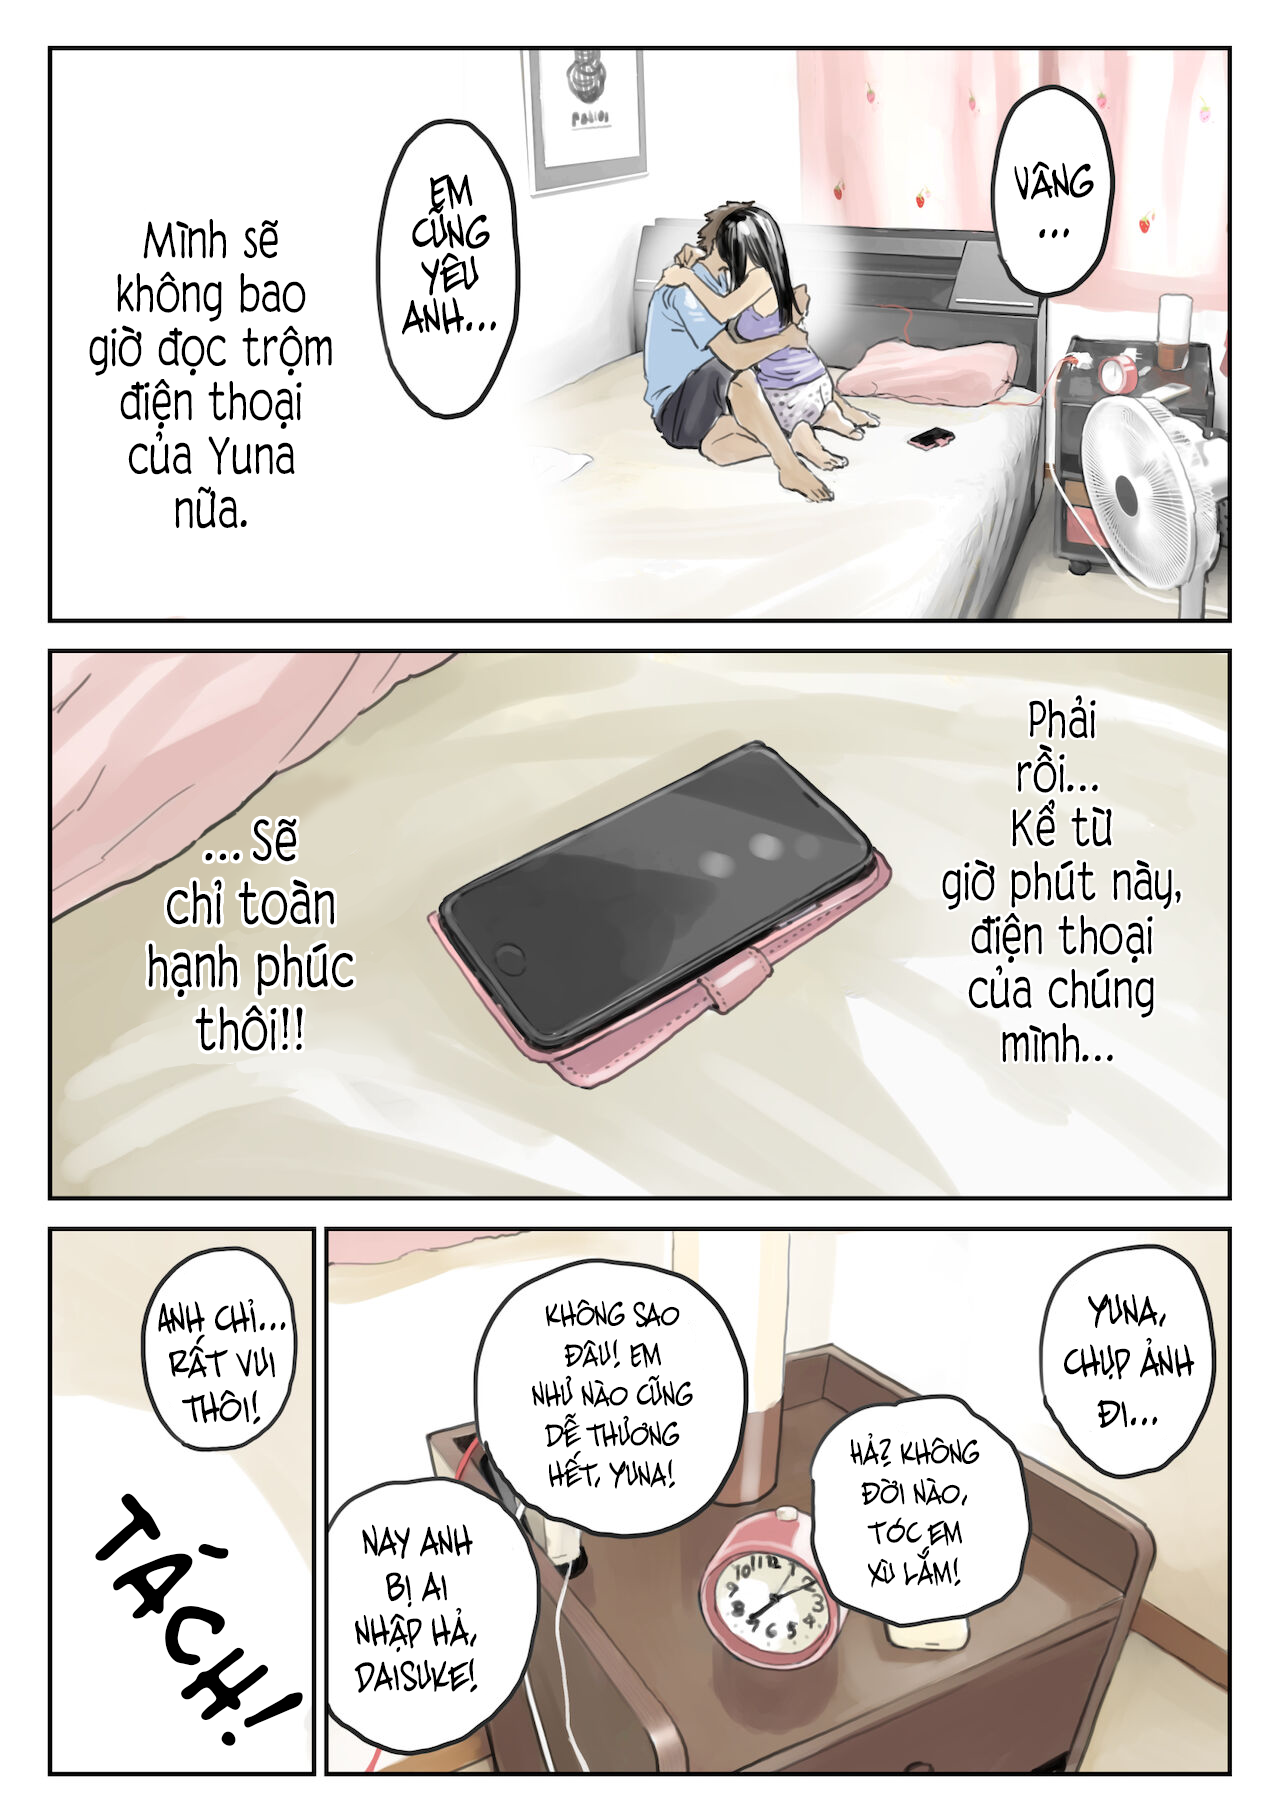 VÂNG
...
EM
CŨNG
YÊU
ANH...
Mình sẽ
không bao
giờ đọc trộm
điện thoại
của Yuna
nữa.
Phải
rồi...
Kể từ
giờ phút này,
điện thoại
của chúng
mình...
...Sẽ
chỉ toàn
hạnh phúc
thôi!!
YUNA,
CHỤP ẢNH
ĐI...
HẢ? KHÔNG
ĐỜI NÀO,
TÓC EM
XÙ LẮM!
KHÔNG SAO
ĐÂU! EM
NHƯ NÀO CŨNG
DỄ THƯƠNG
HẾT, YUNA!
NAY ANH
BỊ AI
NHẬP HẢ,
DAISUKE!
ANH CHỈ...
RẤT VUI
THÔI!
TÁCH!